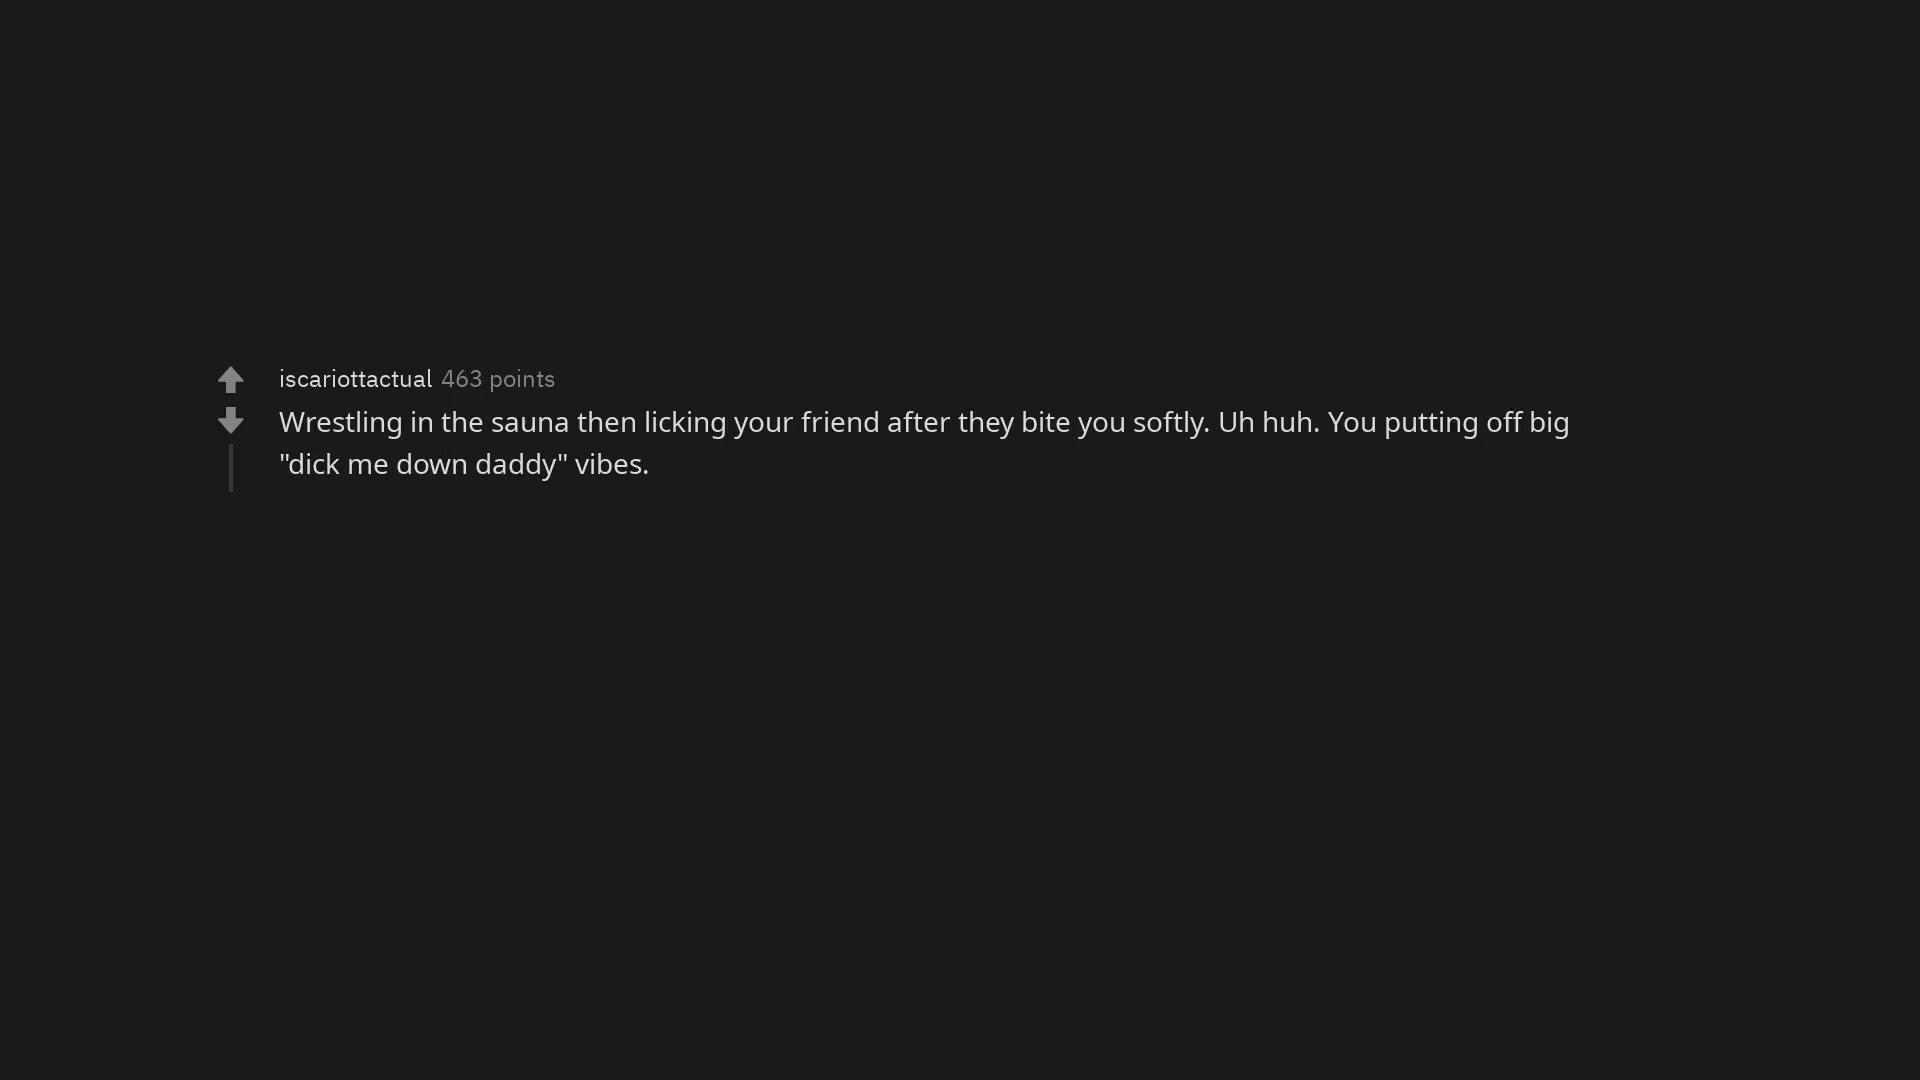 iscariottactual 463 points
Wrestling in the sauna then licking your friend after they bite you softly. Uh huh. You putting off big
"dick me down daddy" vibes.